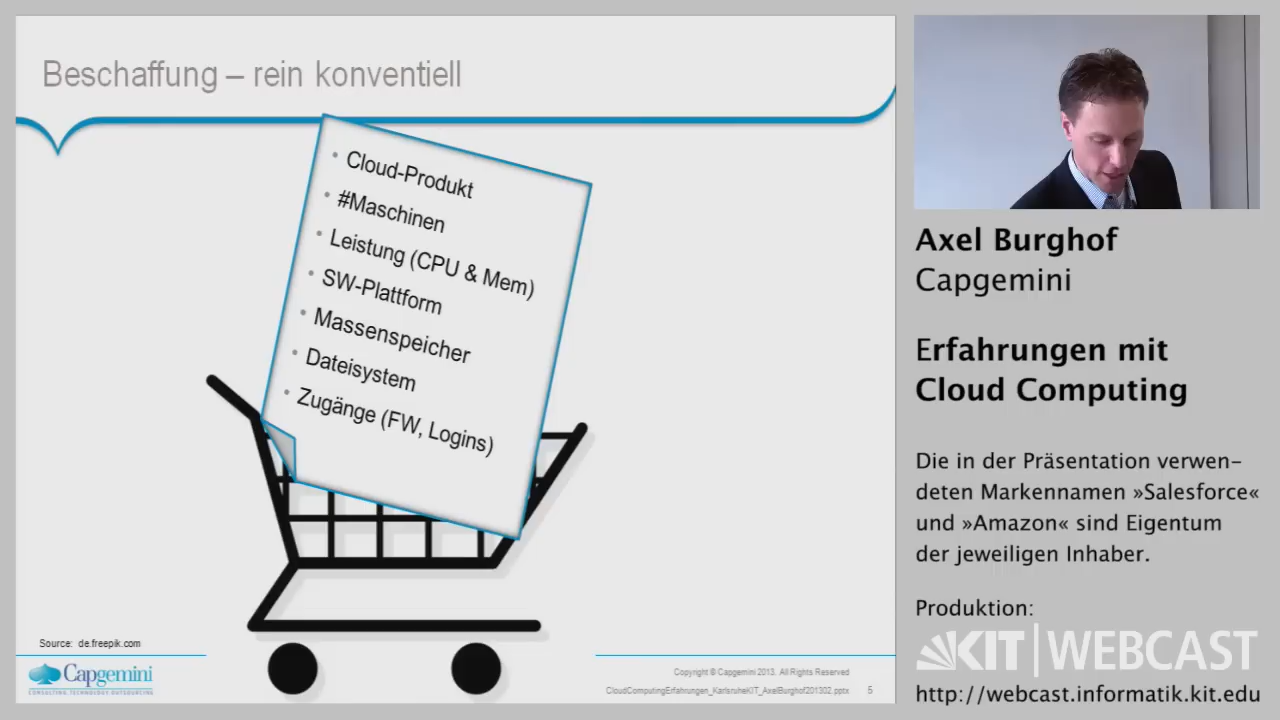 Beschaffung – rein konventiell
• Cloud-Produkt
• #Maschinen
• Leistung (CPU & Mem)
• SW-Plattform
• Massenspeicher
• Dateisystem
• Zugänge (FW, Logins)
Source: de.freepik.com
Capgemini
CONSULTING.TECHNOLOGY.OUTSOURCING
Copyright © Capgemini 2013. All Rights Reserved
CloudComputingErfahrungen_KarlsruheKIT_AxelBurghof201302.pptx 5
Axel Burghof
Capgemini
Erfahrungen mit
Cloud Computing
Die in der Präsentation verwen-
deten Markennamen »Salesforce«
und »Amazon« sind Eigentum
der jeweiligen Inhaber.
Produktion:
KIT WEBCAST
http://webcast.informatik.kit.edu